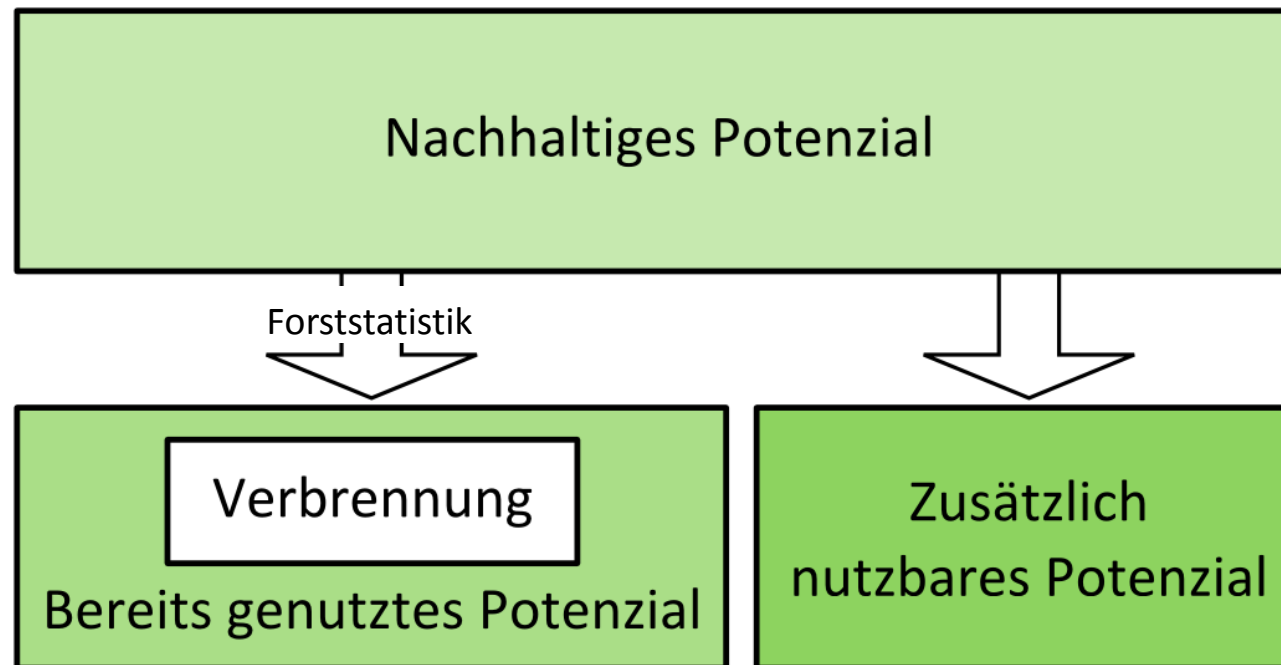 Nachhaltiges Potenzial
Forststatistik
Verbrennung
Bereits genutztes Potenzial
Zusätzlich
nutzbares Potenzial